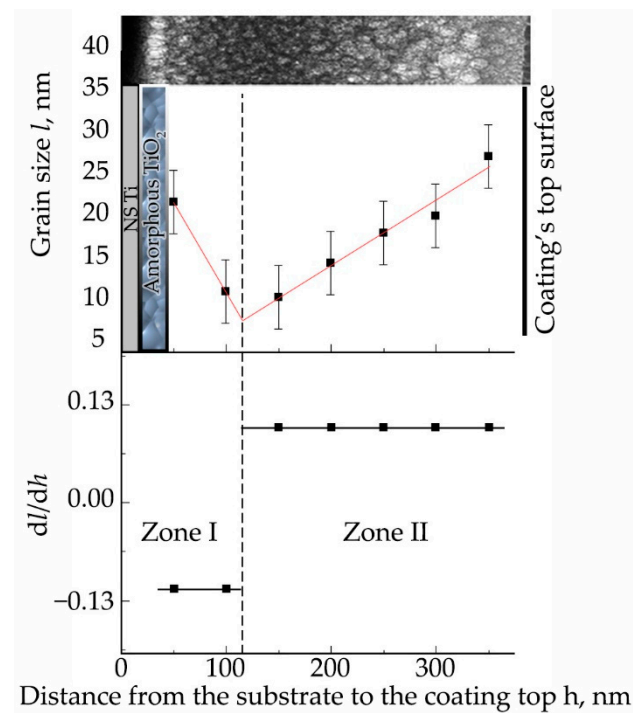 40
35
30
25
20
15
10
5
Grain size l, nm
NS Ti
Amorphous TiO₂
Coating's top surface
0.13
0.00
−0.13
dl/dh
Zone I
Zone II
0
100
200
300
Distance from the substrate to the coating top h, nm